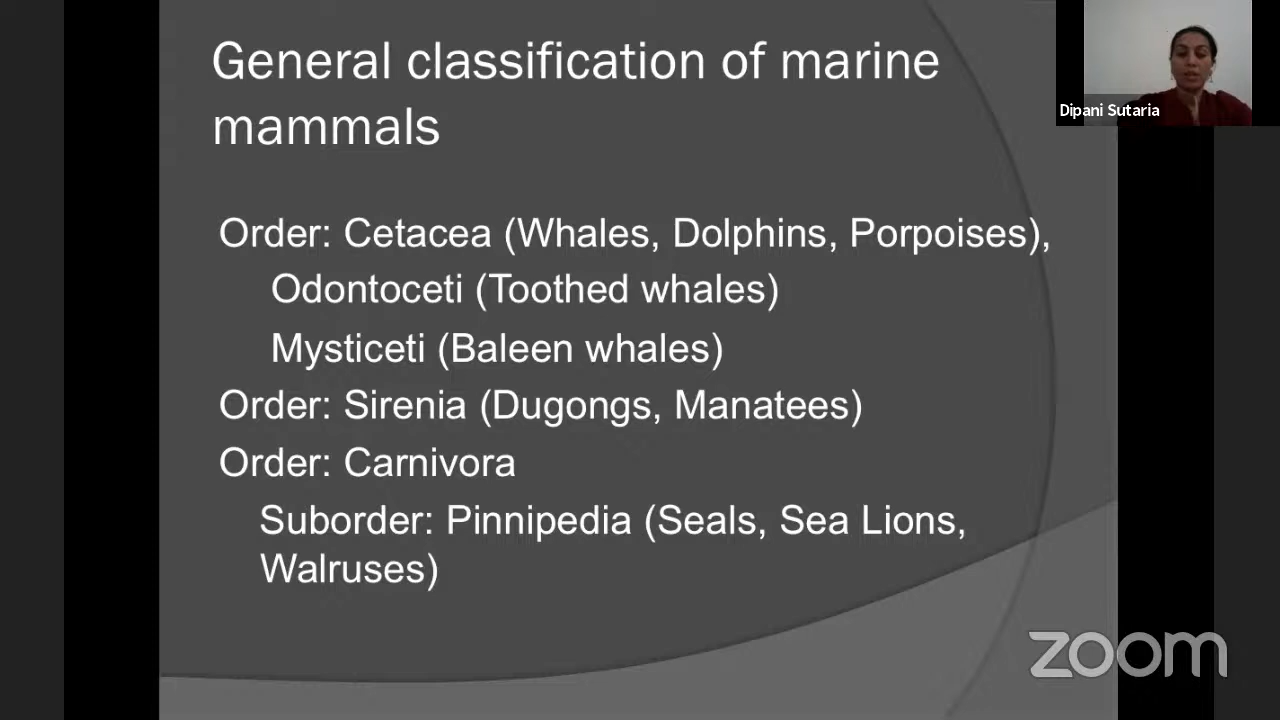 General classification of marine
mammals
Dipani Sutaria
Order: Cetacea (Whales, Dolphins, Porpoises),
Odontoceti (Toothed whales)
Mysticeti (Baleen whales)
Order: Sirenia (Dugongs, Manatees)
Order: Carnivora
Suborder: Pinnipedia (Seals, Sea Lions,
Walruses)
zoom